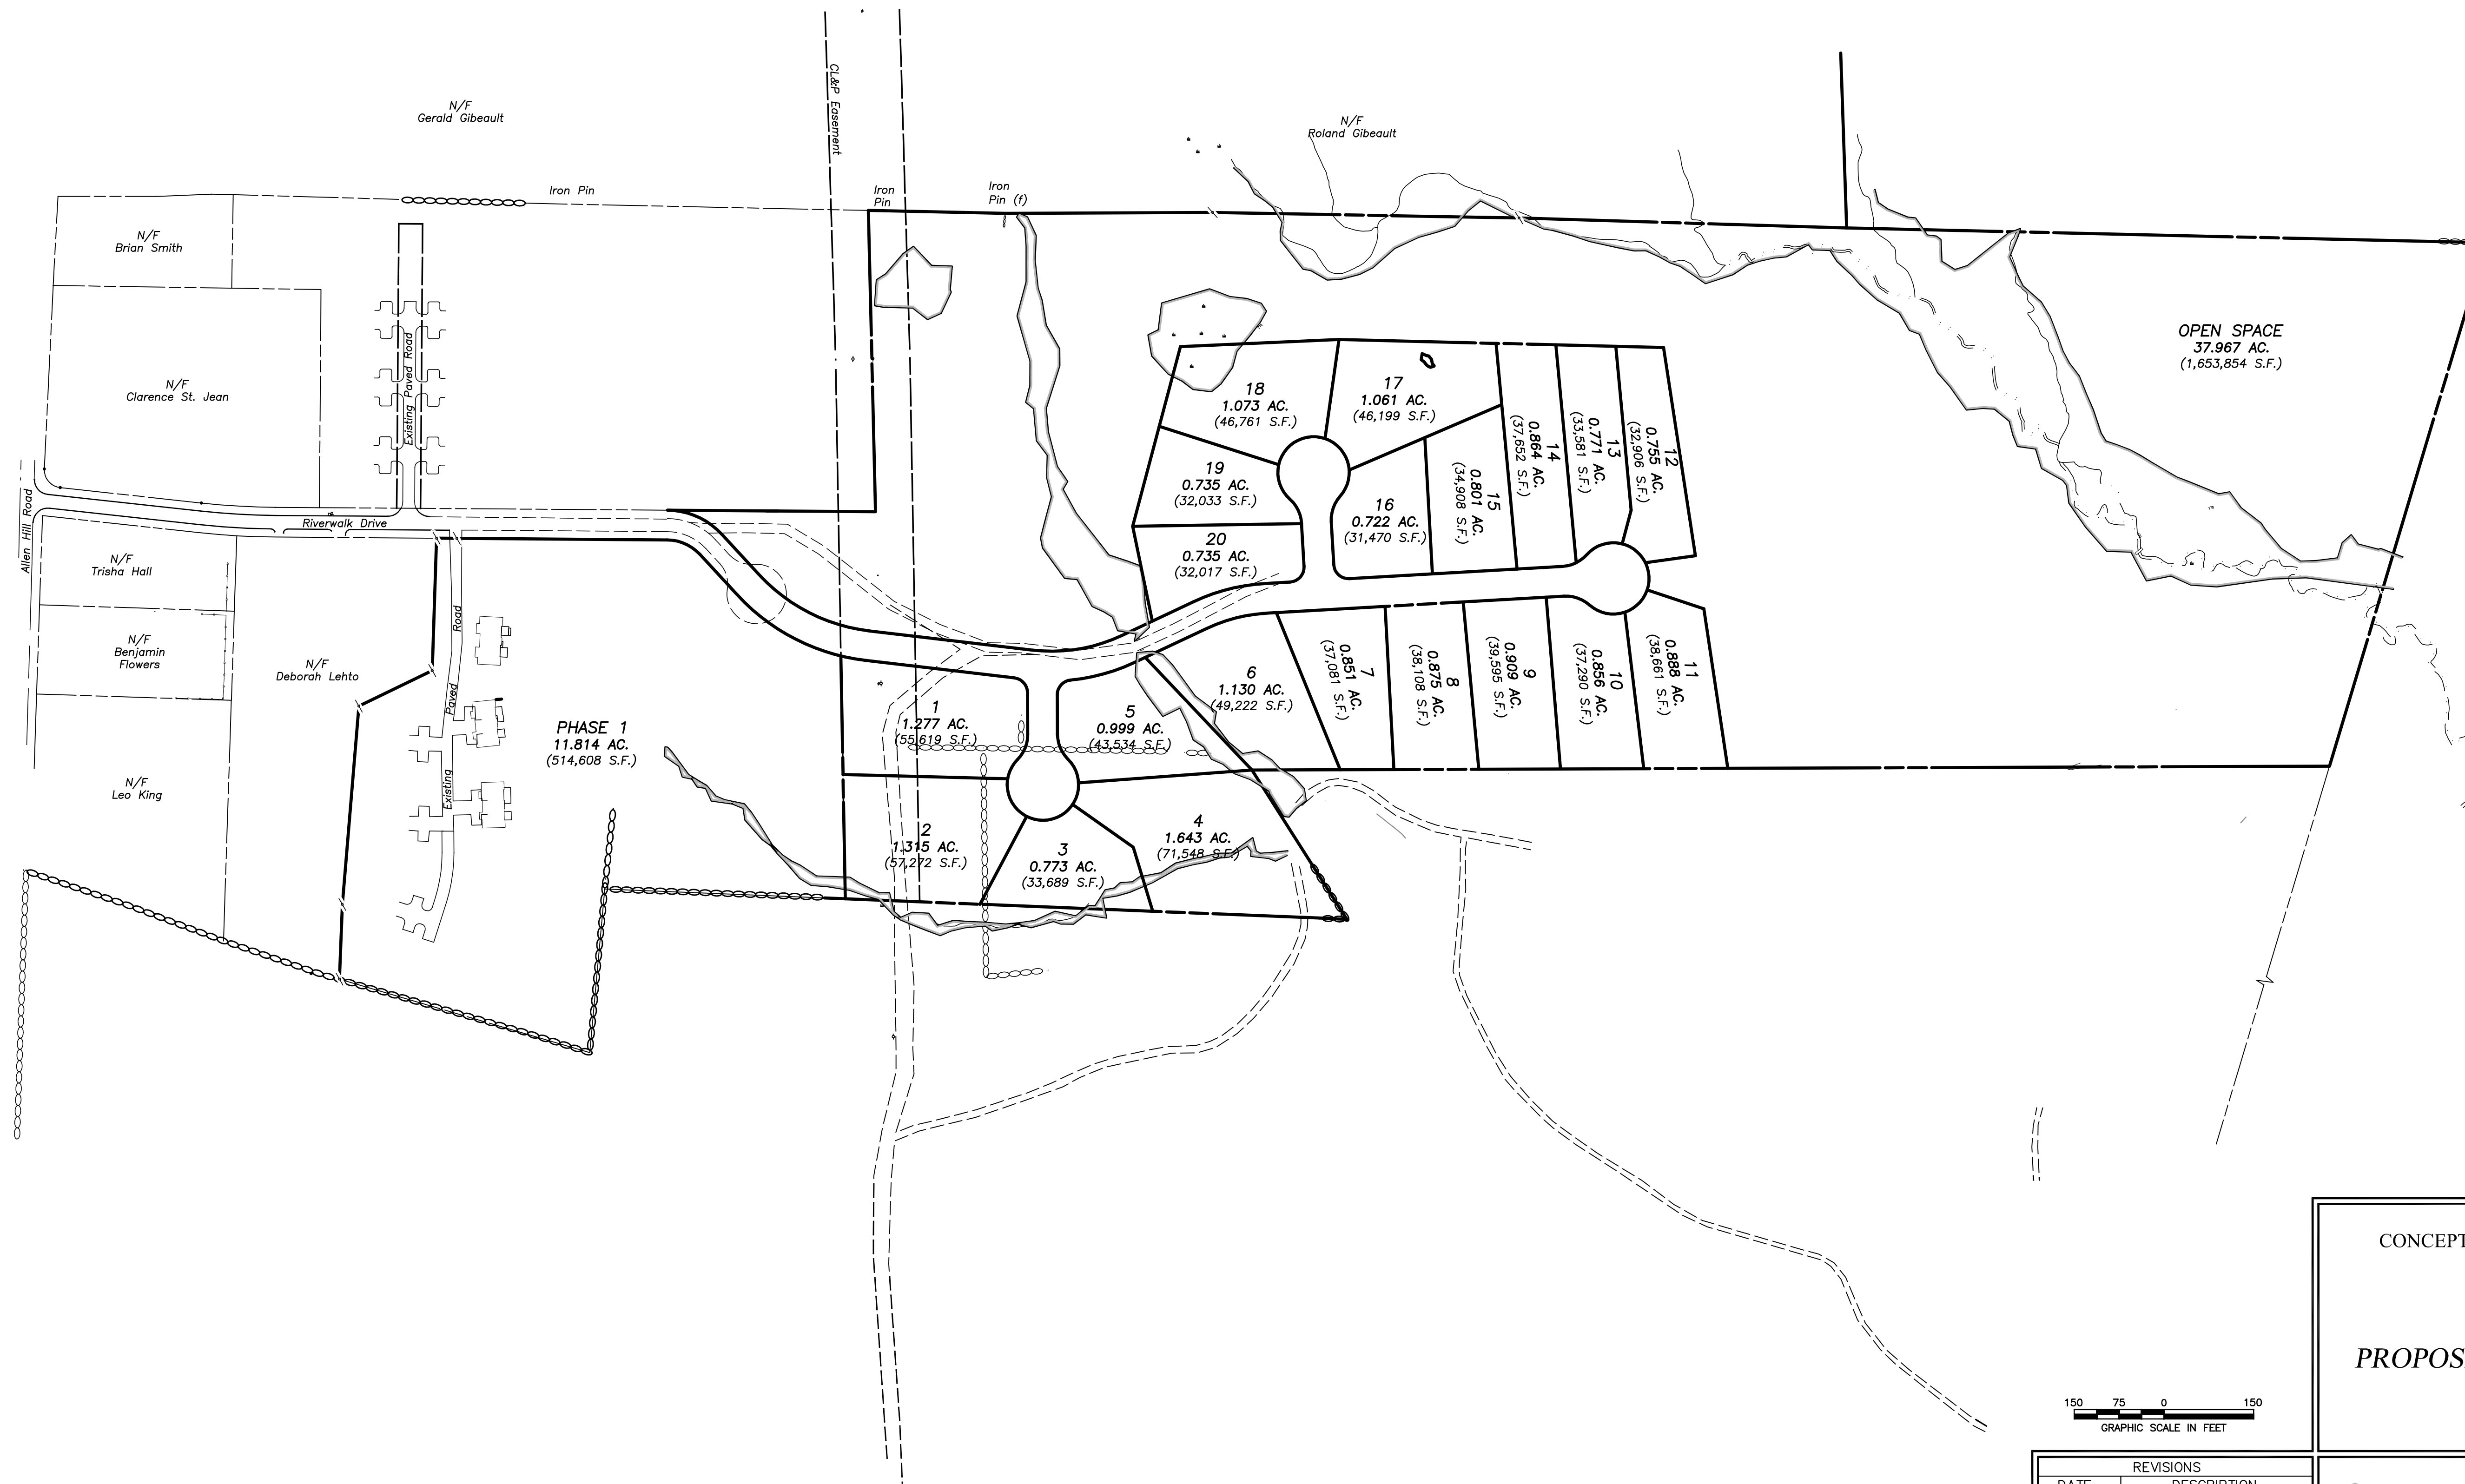 CL&P Easement
N/F
Gerald Gibeault
N/F
Roland Gibeault
Iron Pin
Iron
Pin
Iron
Pin (f)
N/F
Brian Smith
N/F
Clarence St. Jean
Existing Paved Road
Allen Hill Road
Riverwalk Drive
N/F
Trisha Hall
N/F
Benjamin
Flowers
N/F
Deborah Lehto
N/F
Leo King
Existing Paved Road
PHASE 1
11.814 AC.
(514,608 S.F.)
OPEN SPACE
37.967 AC.
(1,653,854 S.F.)
18
1.073 AC.
(46,761 S.F.)
17
1.061 AC.
(46,199 S.F.)
19
0.735 AC.
(32,033 S.F.)
20
0.735 AC.
(32,017 S.F.)
16
0.722 AC.
(31,470 S.F.)
15
0.801 AC.
(34,908 S.F.)
14
0.864 AC.
(37,652 S.F.)
13
0.771 AC.
(33,581 S.F.)
12
0.755 AC.
(32,906 S.F.)
1
1.277 AC.
(55,619 S.F.)
5
0.999 AC.
(43,534 S.F.)
6
1.130 AC.
(49,222 S.F.)
7
0.851 AC.
(37,081 S.F.)
8
0.875 AC.
(38,108 S.F.)
9
0.909 AC.
(39,595 S.F.)
10
0.856 AC.
(37,290 S.F.)
11
0.888 AC.
(38,661 S.F.)
2
1.315 AC.
(57,272 S.F.)
3
0.773 AC.
(33,689 S.F.)
4
1.643 AC.
(71,548 S.F.)
CONCEPT
PROPOS
150 75 0 150
GRAPHIC SCALE IN FEET
REVISIONS
DATE DESCRIPTION